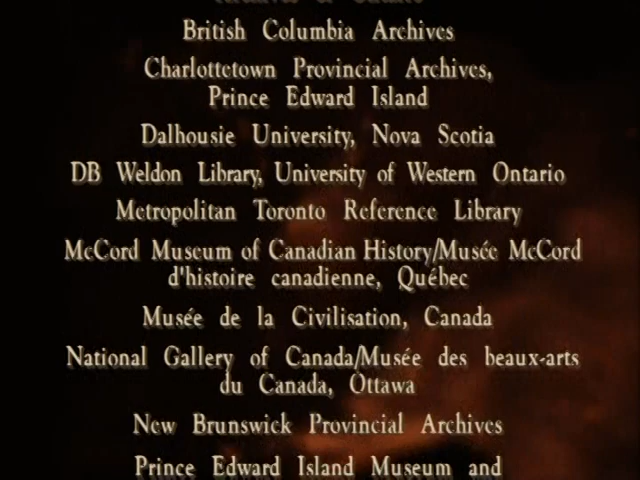 British Columbia Archives
Charlottetown Provincial Archives,
Prince Edward Island
Dalhousie University, Nova Scotia
DB Weldon Library, University of Western Ontario
Metropolitan Toronto Reference Library
McCord Museum of Canadian History/Musée McCord
d'histoire canadienne, Québec
Musée de la Civilisation, Canada
National Gallery of Canada/Musée des beaux-arts
du Canada, Ottawa
New Brunswick Provincial Archives
Prince Edward Island Museum and